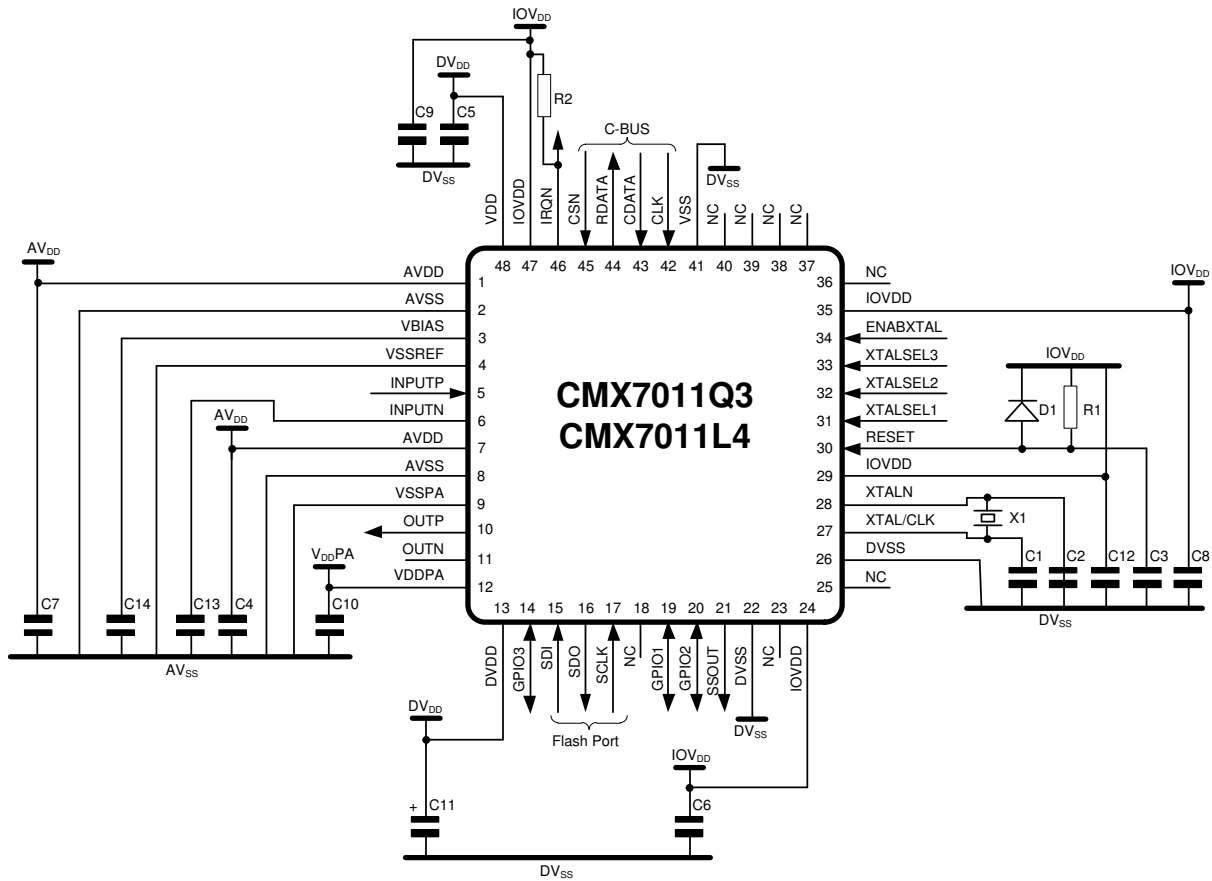 IOVDD
DVDD
C9
C5
R2
DVSS
C-BUS
DVSS
VDD
IOVDD
IRQN
CSN
RDATA
CDATA
CLK
VSS
NC
NC
NC
NC
48 47 46 45 44 43 42 41 40 39 38 37
AVDD
AVDD 1
AVSS 2
VBIAS 3
VSSREF 4
INPUTP 5
INPUTN 6
AVDD
AVDD 7
AVSS 8
VSSPA 9
OUTP 10
OUTN 11
VDDPA
VDDPA 12
C7
C14
C13
C4
C10
AVSS
CMX7011Q3
CMX7011L4
36 NC
IOVDD
35 IOVDD
34 ENABXTAL
33 XTALSEL3
IOVDD
32 XTALSEL2
31 XTALSEL1
D1
R1
30 RESET
29 IOVDD
28 XTALN
X1
27 XTAL/CLK
26 DVSS
25 NC
C1
C2
C12
C3
C8
DVSS
13 14 15 16 17 18 19 20 21 22 23 24
DVDD
GPIO3
SDI
SDO
SCLK
NC
GPIO1
GPIO2
SSOUT
DVSS
NC
IOVDD
DVDD
Flash Port
DVSS
IOVDD
+ C11
C6
DVSS